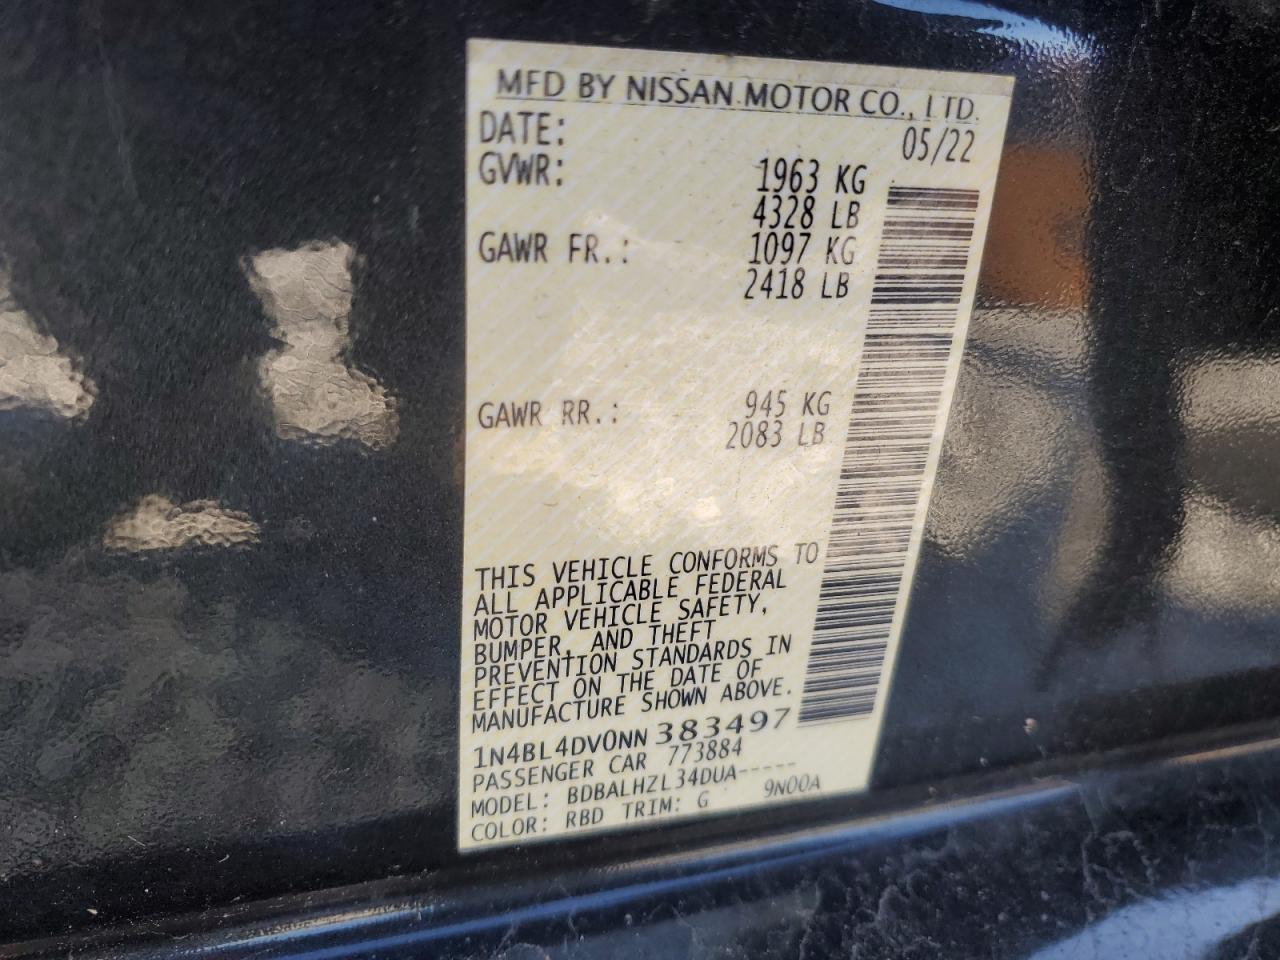 MFD BY NISSAN MOTOR CO., LTD.
DATE: 05/22
GVWR: 1963 KG
4328 LB
GAWR FR.: 1097 KG
2418 LB
GAWR RR.: 945 KG
2083 LB
THIS VEHICLE CONFORMS TO
ALL APPLICABLE FEDERAL
MOTOR VEHICLE SAFETY,
BUMPER, AND THEFT
PREVENTION STANDARDS IN
EFFECT ON THE DATE OF
MANUFACTURE SHOWN ABOVE.
1N4BL4DV0NN383497
PASSENGER CAR 773884
MODEL: BDBALHZL34DUA-----
COLOR: RBD TRIM: G 9N00A